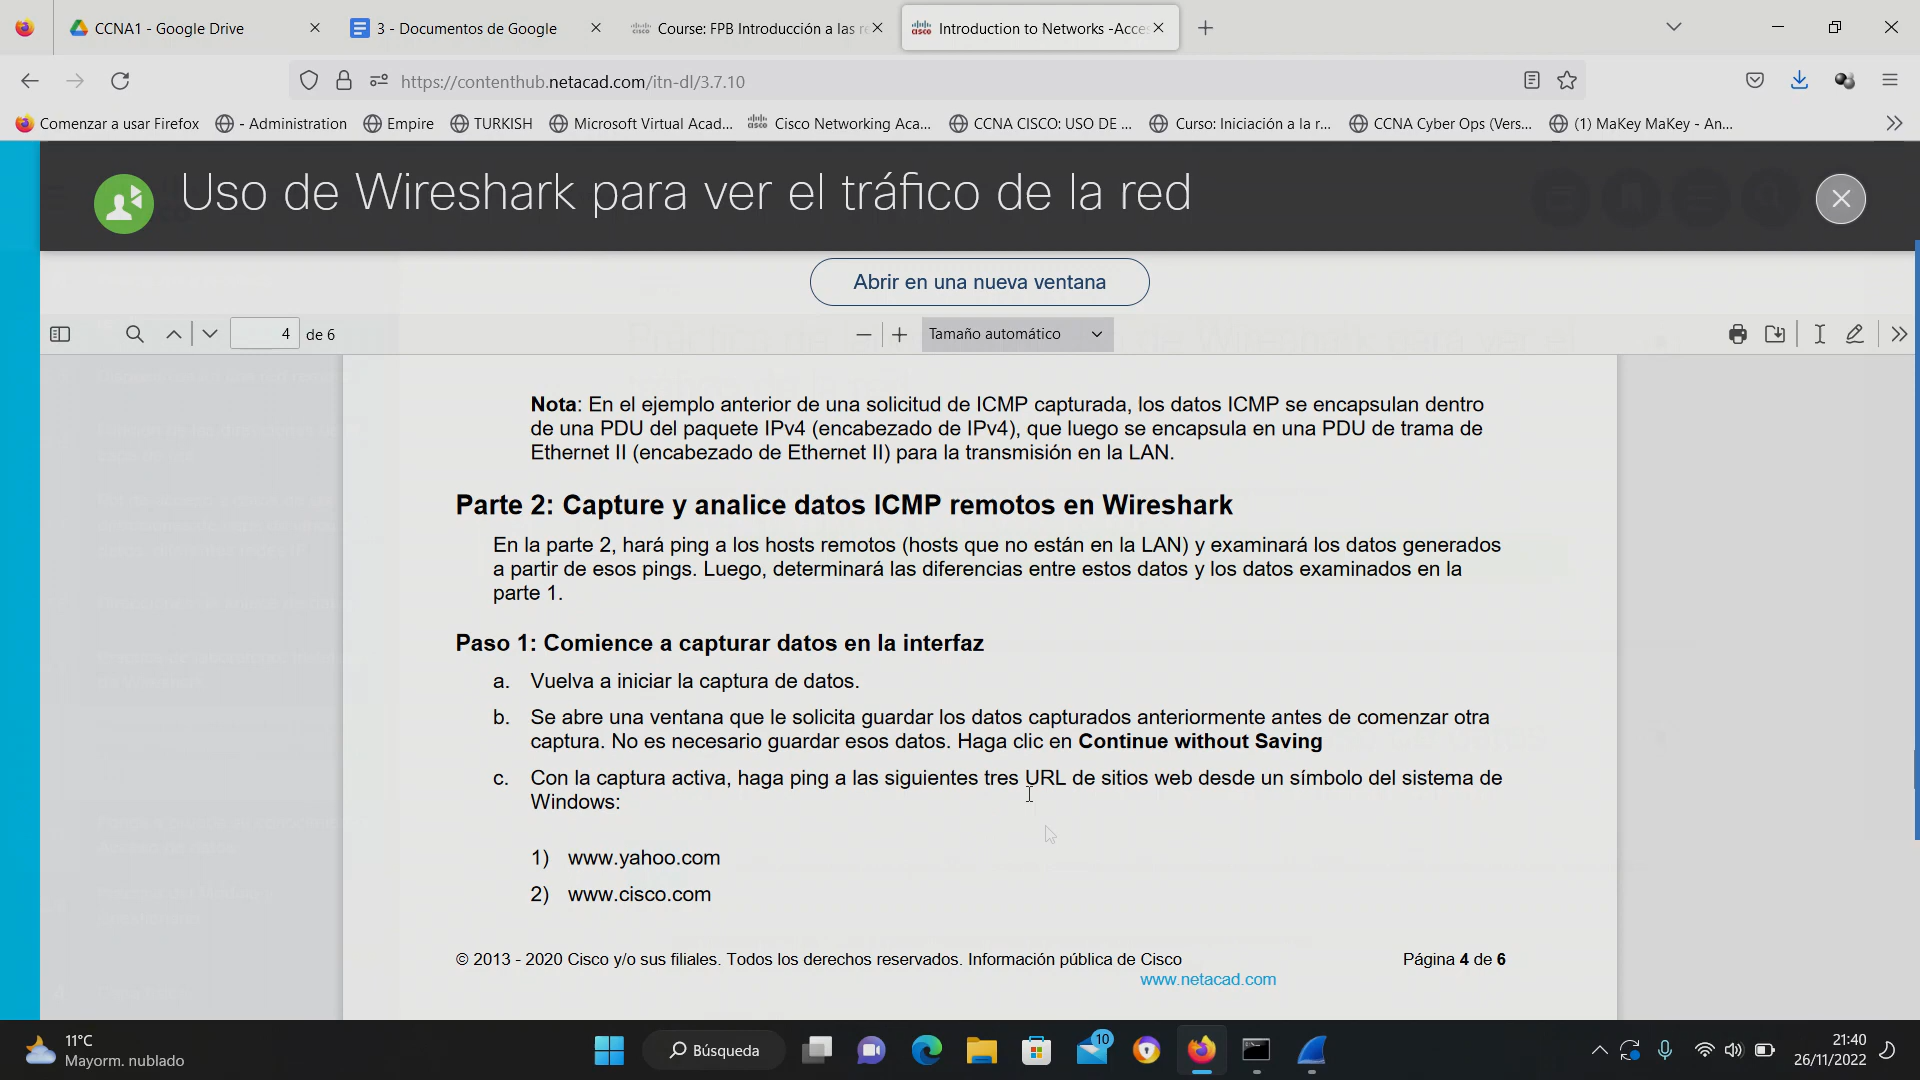 CCNA1 - Google Drive
3 - Documentos de Google
Course: FPB Introducción a las re
Introduction to Networks -Acce
https://contenthub.netacad.com/itn-dl/3.7.10
Comenzar a usar Firefox
- Administration
Empire
TURKISH
Microsoft Virtual Acad...
Cisco Networking Aca...
CCNA CISCO: USO DE ...
Curso: Iniciación a la r...
CCNA Cyber Ops (Vers...
(1) MaKey MaKey - An...
Uso de Wireshark para ver el tráfico de la red
Abrir en una nueva ventana
4 de 6
Tamaño automático
Nota: En el ejemplo anterior de una solicitud de ICMP capturada, los datos ICMP se encapsulan dentro
de una PDU del paquete IPv4 (encabezado de IPv4), que luego se encapsula en una PDU de trama de
Ethernet II (encabezado de Ethernet II) para la transmisión en la LAN.
Parte 2: Capture y analice datos ICMP remotos en Wireshark
En la parte 2, hará ping a los hosts remotos (hosts que no están en la LAN) y examinará los datos generados
a partir de esos pings. Luego, determinará las diferencias entre estos datos y los datos examinados en la
parte 1.
Paso 1: Comience a capturar datos en la interfaz
a. Vuelva a iniciar la captura de datos.
b. Se abre una ventana que le solicita guardar los datos capturados anteriormente antes de comenzar otra
captura. No es necesario guardar esos datos. Haga clic en Continue without Saving
c. Con la captura activa, haga ping a las siguientes tres URL de sitios web desde un símbolo del sistema de
Windows:
1) www.yahoo.com
2) www.cisco.com
© 2013 - 2020 Cisco y/o sus filiales. Todos los derechos reservados. Información pública de Cisco
Página 4 de 6
www.netacad.com
11°C
Mayorm. nublado
Búsqueda
10
21:40
26/11/2022